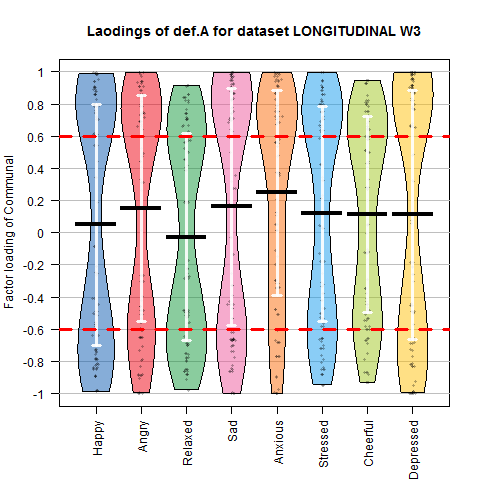 Laodings of def.A for dataset LONGITUDINAL W3
Factor loading of Communal
1
0.8
0.6
0.4
0.2
0
-0.2
-0.4
-0.6
-0.8
-1
Happy
Angry
Relaxed
Sad
Anxious
Stressed
Cheerful
Depressed